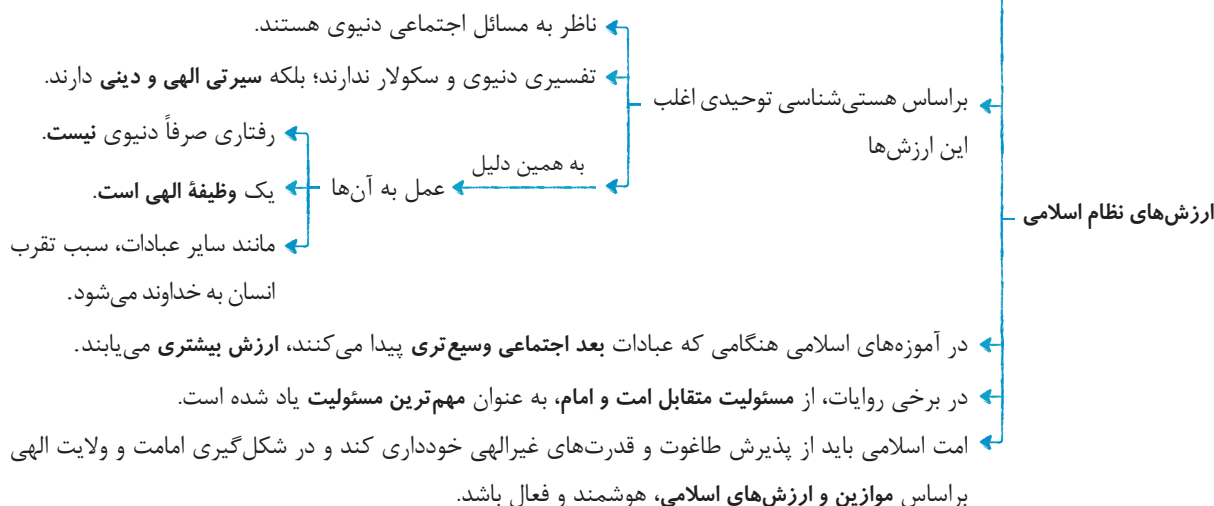 ارزش‌های نظام اسلامی
براساس هستی‌شناسی توحیدی اغلب
این ارزش‌ها
ناظر به مسائل اجتماعی دنیوی هستند.
تفسیری دنیوی و سکولار ندارند؛ بلکه سیرتی الهی و دینی دارند.
به همین دلیل
عمل به آن‌ها
رفتاری صرفاً دنیوی نیست.
یک وظیفهٔ الهی است.
مانند سایر عبادات، سبب تقرب
انسان به خداوند می‌شود.
در آموزه‌های اسلامی هنگامی که عبادات بعد اجتماعی وسیع‌تری پیدا می‌کنند، ارزش بیشتری می‌یابند.
در برخی روایات، از مسئولیت متقابل امت و امام، به عنوان مهم‌ترین مسئولیت یاد شده است.
امت اسلامی باید از پذیرش طاغوت و قدرت‌های غیرالهی خودداری کند و در شکل‌گیری امامت و ولایت الهی
براساس موازین و ارزش‌های اسلامی، هوشمند و فعال باشد.